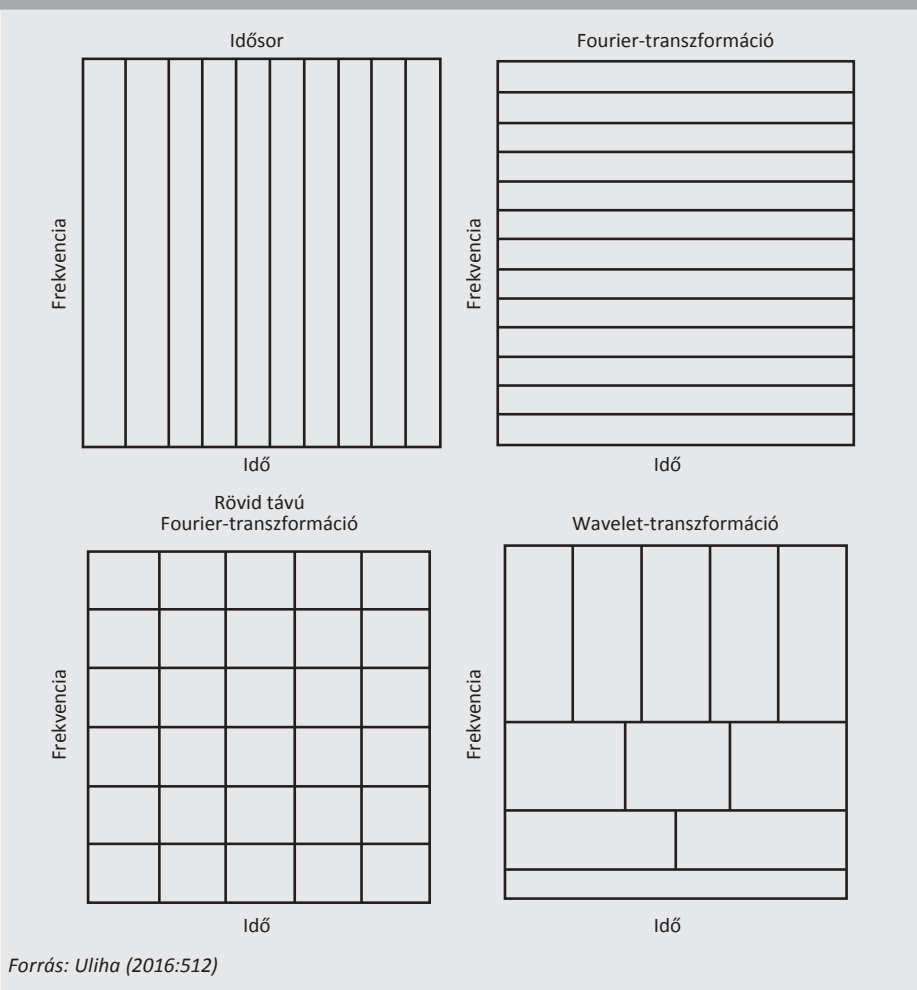 Idősor
Frekvencia
Idő
Fourier-transzformáció
Frekvencia
Idő
Rövid távú
Fourier-transzformáció
Frekvencia
Idő
Wavelet-transzformáció
Frekvencia
Idő
Forrás: Uliha (2016:512)